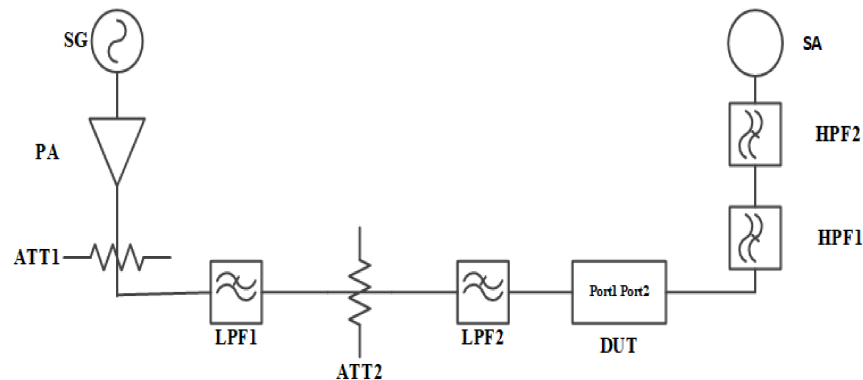 SG
SA
PA
HPF2
ATT1
HPF1
Port1 Port2
LPF1
LPF2
DUT
ATT2